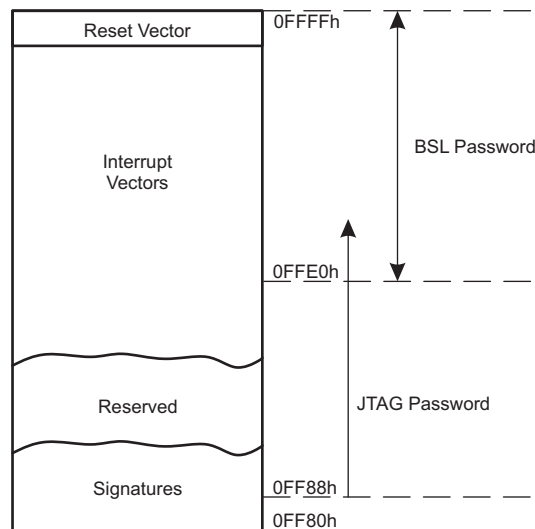 Reset Vector
0FFFFh
BSL Password
Interrupt
Vectors
0FFE0h
Reserved
JTAG Password
Signatures
0FF88h
0FF80h